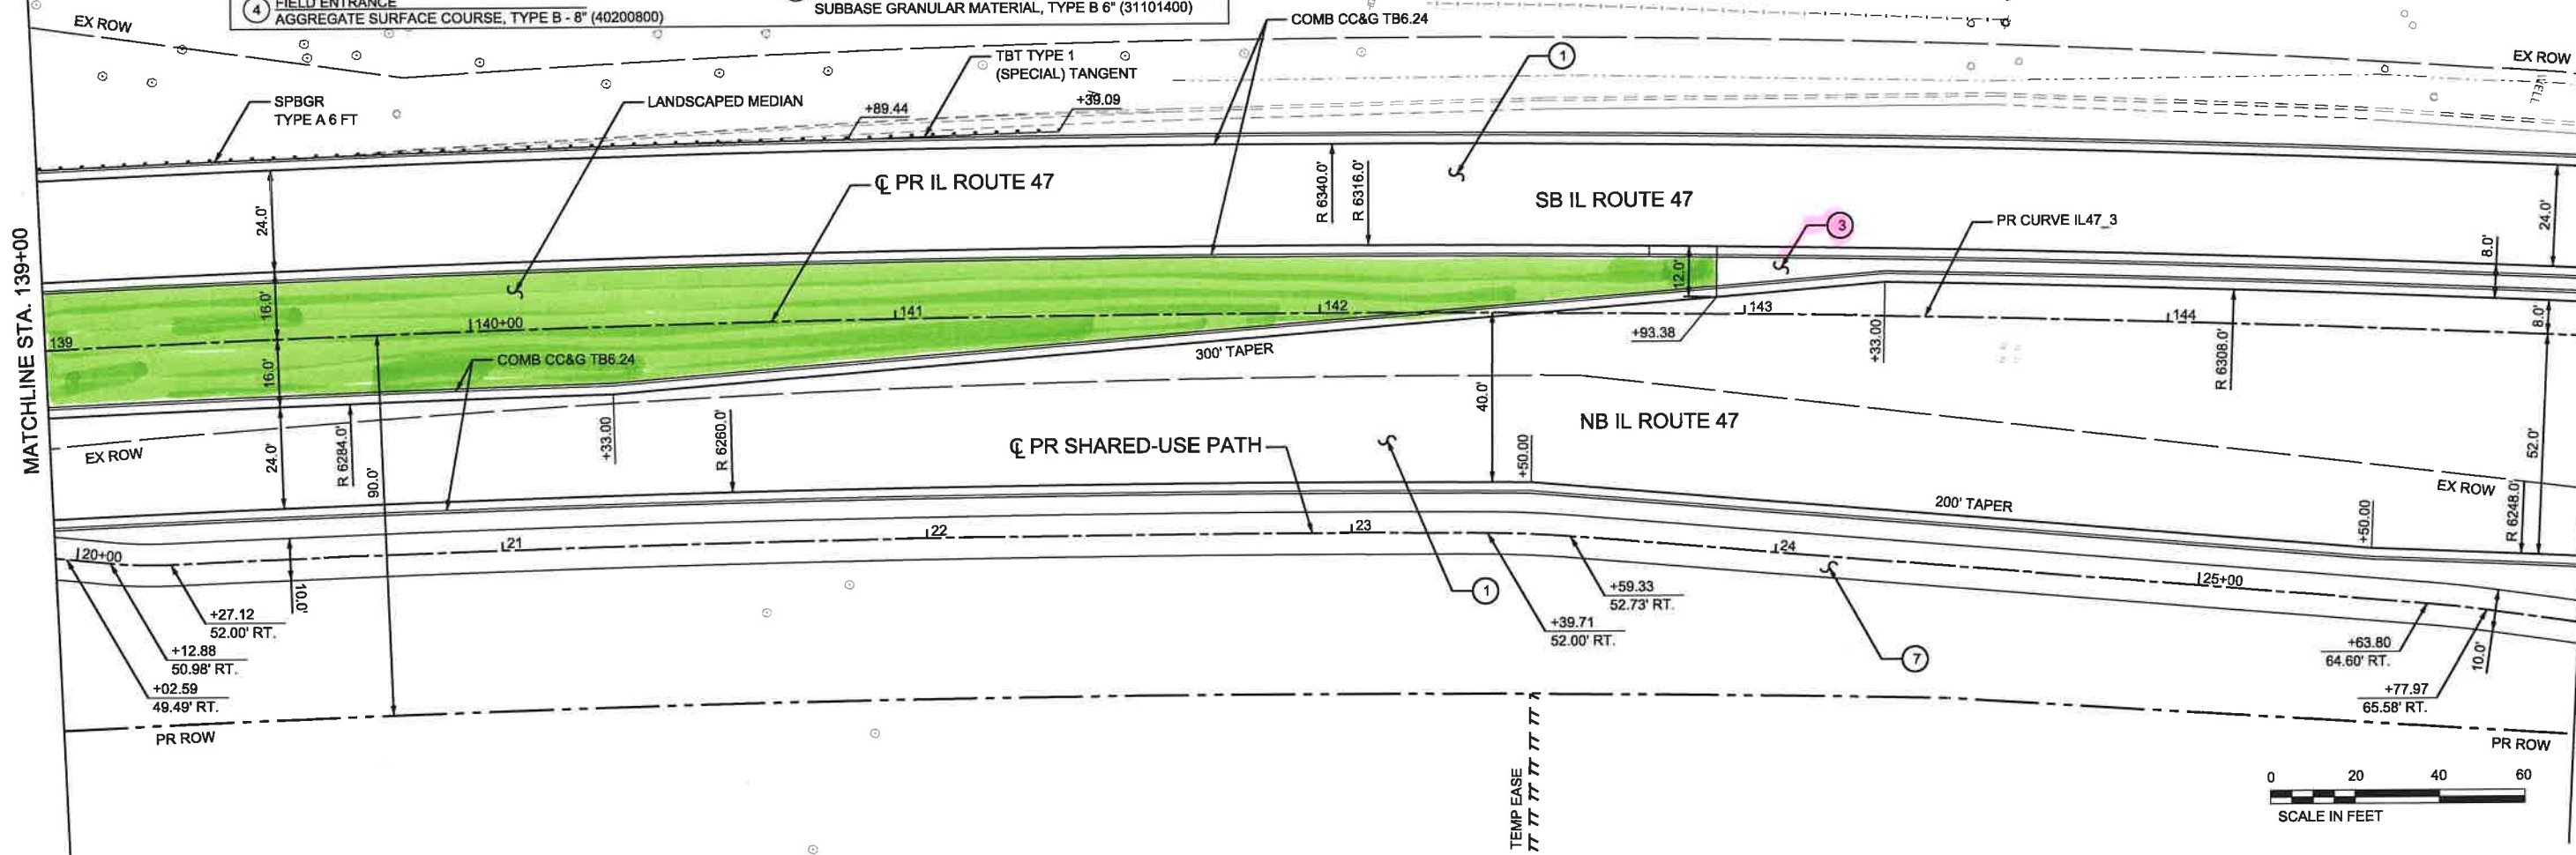 4 FIELD ENTRANCE
AGGREGATE SURFACE COURSE, TYPE B - 8" (40200800)
SUBBASE GRANULAR MATERIAL, TYPE B 6" (31101400)
COMB CC&G TB6.24
EX ROW
EX ROW
1
TBT TYPE 1
(SPECIAL) TANGENT
SPBGR
TYPE A 6 FT
LANDSCAPED MEDIAN
+89.44
+39.09
℄ PR IL ROUTE 47
R 6340.0'
R 6316.0'
SB IL ROUTE 47
3
PR CURVE IL47_3
24.0'
24.0'
8.0'
MATCHLINE STA. 139+00
16.0'
12.0'
139
140+00
141
142
143
144
8.0'
+93.38
+33.00
R 6308.0'
16.0'
COMB CC&G TB6.24
300' TAPER
40.0'
EX ROW
24.0'
R 6284.0'
90.0'
+33.00
R 6260.0'
℄ PR SHARED-USE PATH
NB IL ROUTE 47
+50.00
52.0'
200' TAPER
+50.00
EX ROW
R 6248.0'
20+00
21
22
23
24
25+00
10.0'
+27.12
52.00' RT.
+12.88
50.98' RT.
+02.59
49.49' RT.
1
+59.33
52.73' RT.
+39.71
52.00' RT.
7
+63.80
64.60' RT.
10.0'
+77.97
65.58' RT.
PR ROW
PR ROW
TEMP EASE
0 20 40 60
SCALE IN FEET